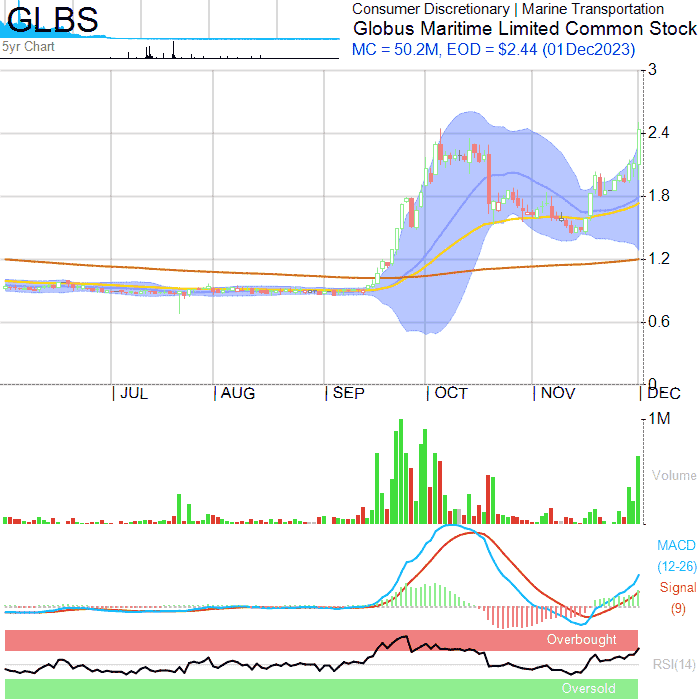 GLBS
5yr Chart
Consumer Discretionary | Marine Transportation
Globus Maritime Limited Common Stock
MC = 50.2M, EOD = $2.44 (01Dec2023)
3
2.4
1.8
1.2
0.6
0
JUL
AUG
SEP
OCT
NOV
DEC
1M
Volume
MACD
(12-26)
Signal
(9)
Overbought
RSI(14)
Oversold